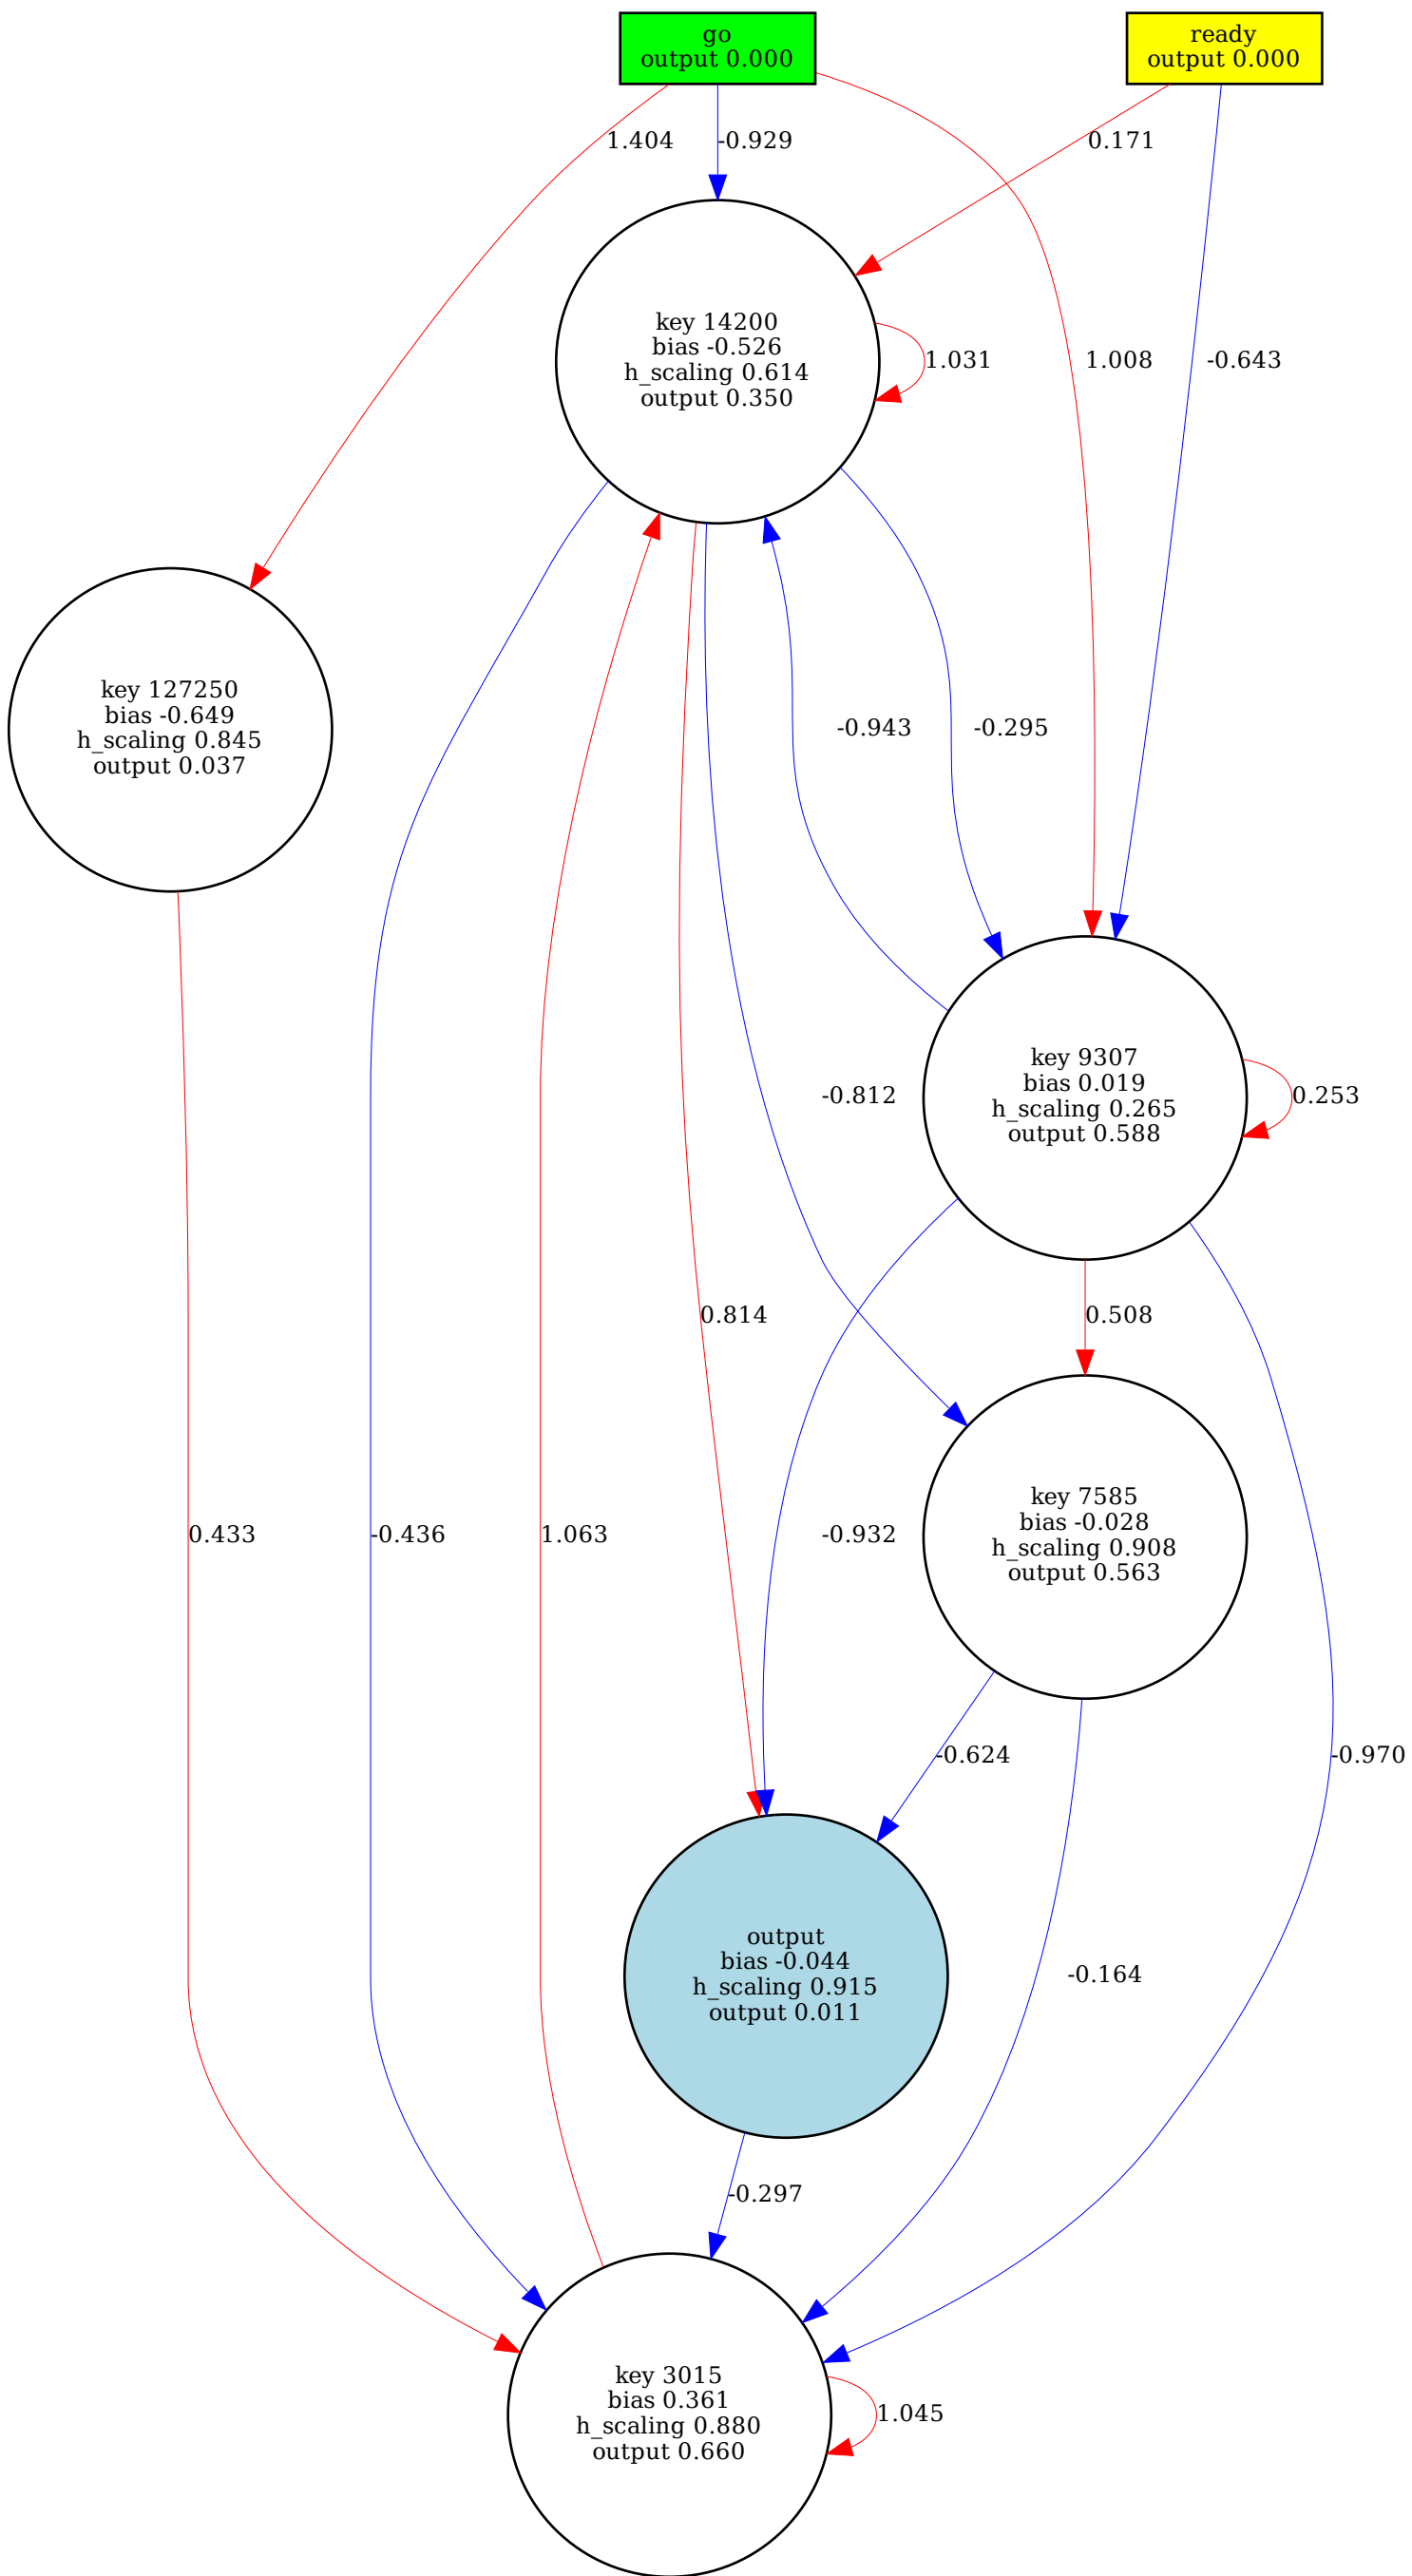 go
output 0.000
ready
output 0.000
1.404
-0.929
0.171
key 14200
bias -0.526
h_scaling 0.614
output 0.350
1.031
1.008
-0.643
key 127250
bias -0.649
h_scaling 0.845
output 0.037
-0.943
-0.295
key 9307
bias 0.019
h_scaling 0.265
output 0.588
-0.812
0.253
0.814
0.508
0.433
-0.436
1.063
-0.932
key 7585
bias -0.028
h_scaling 0.908
output 0.563
-0.624
-0.970
output
bias -0.044
h_scaling 0.915
output 0.011
-0.164
-0.297
key 3015
bias 0.361
h_scaling 0.880
output 0.660
1.045